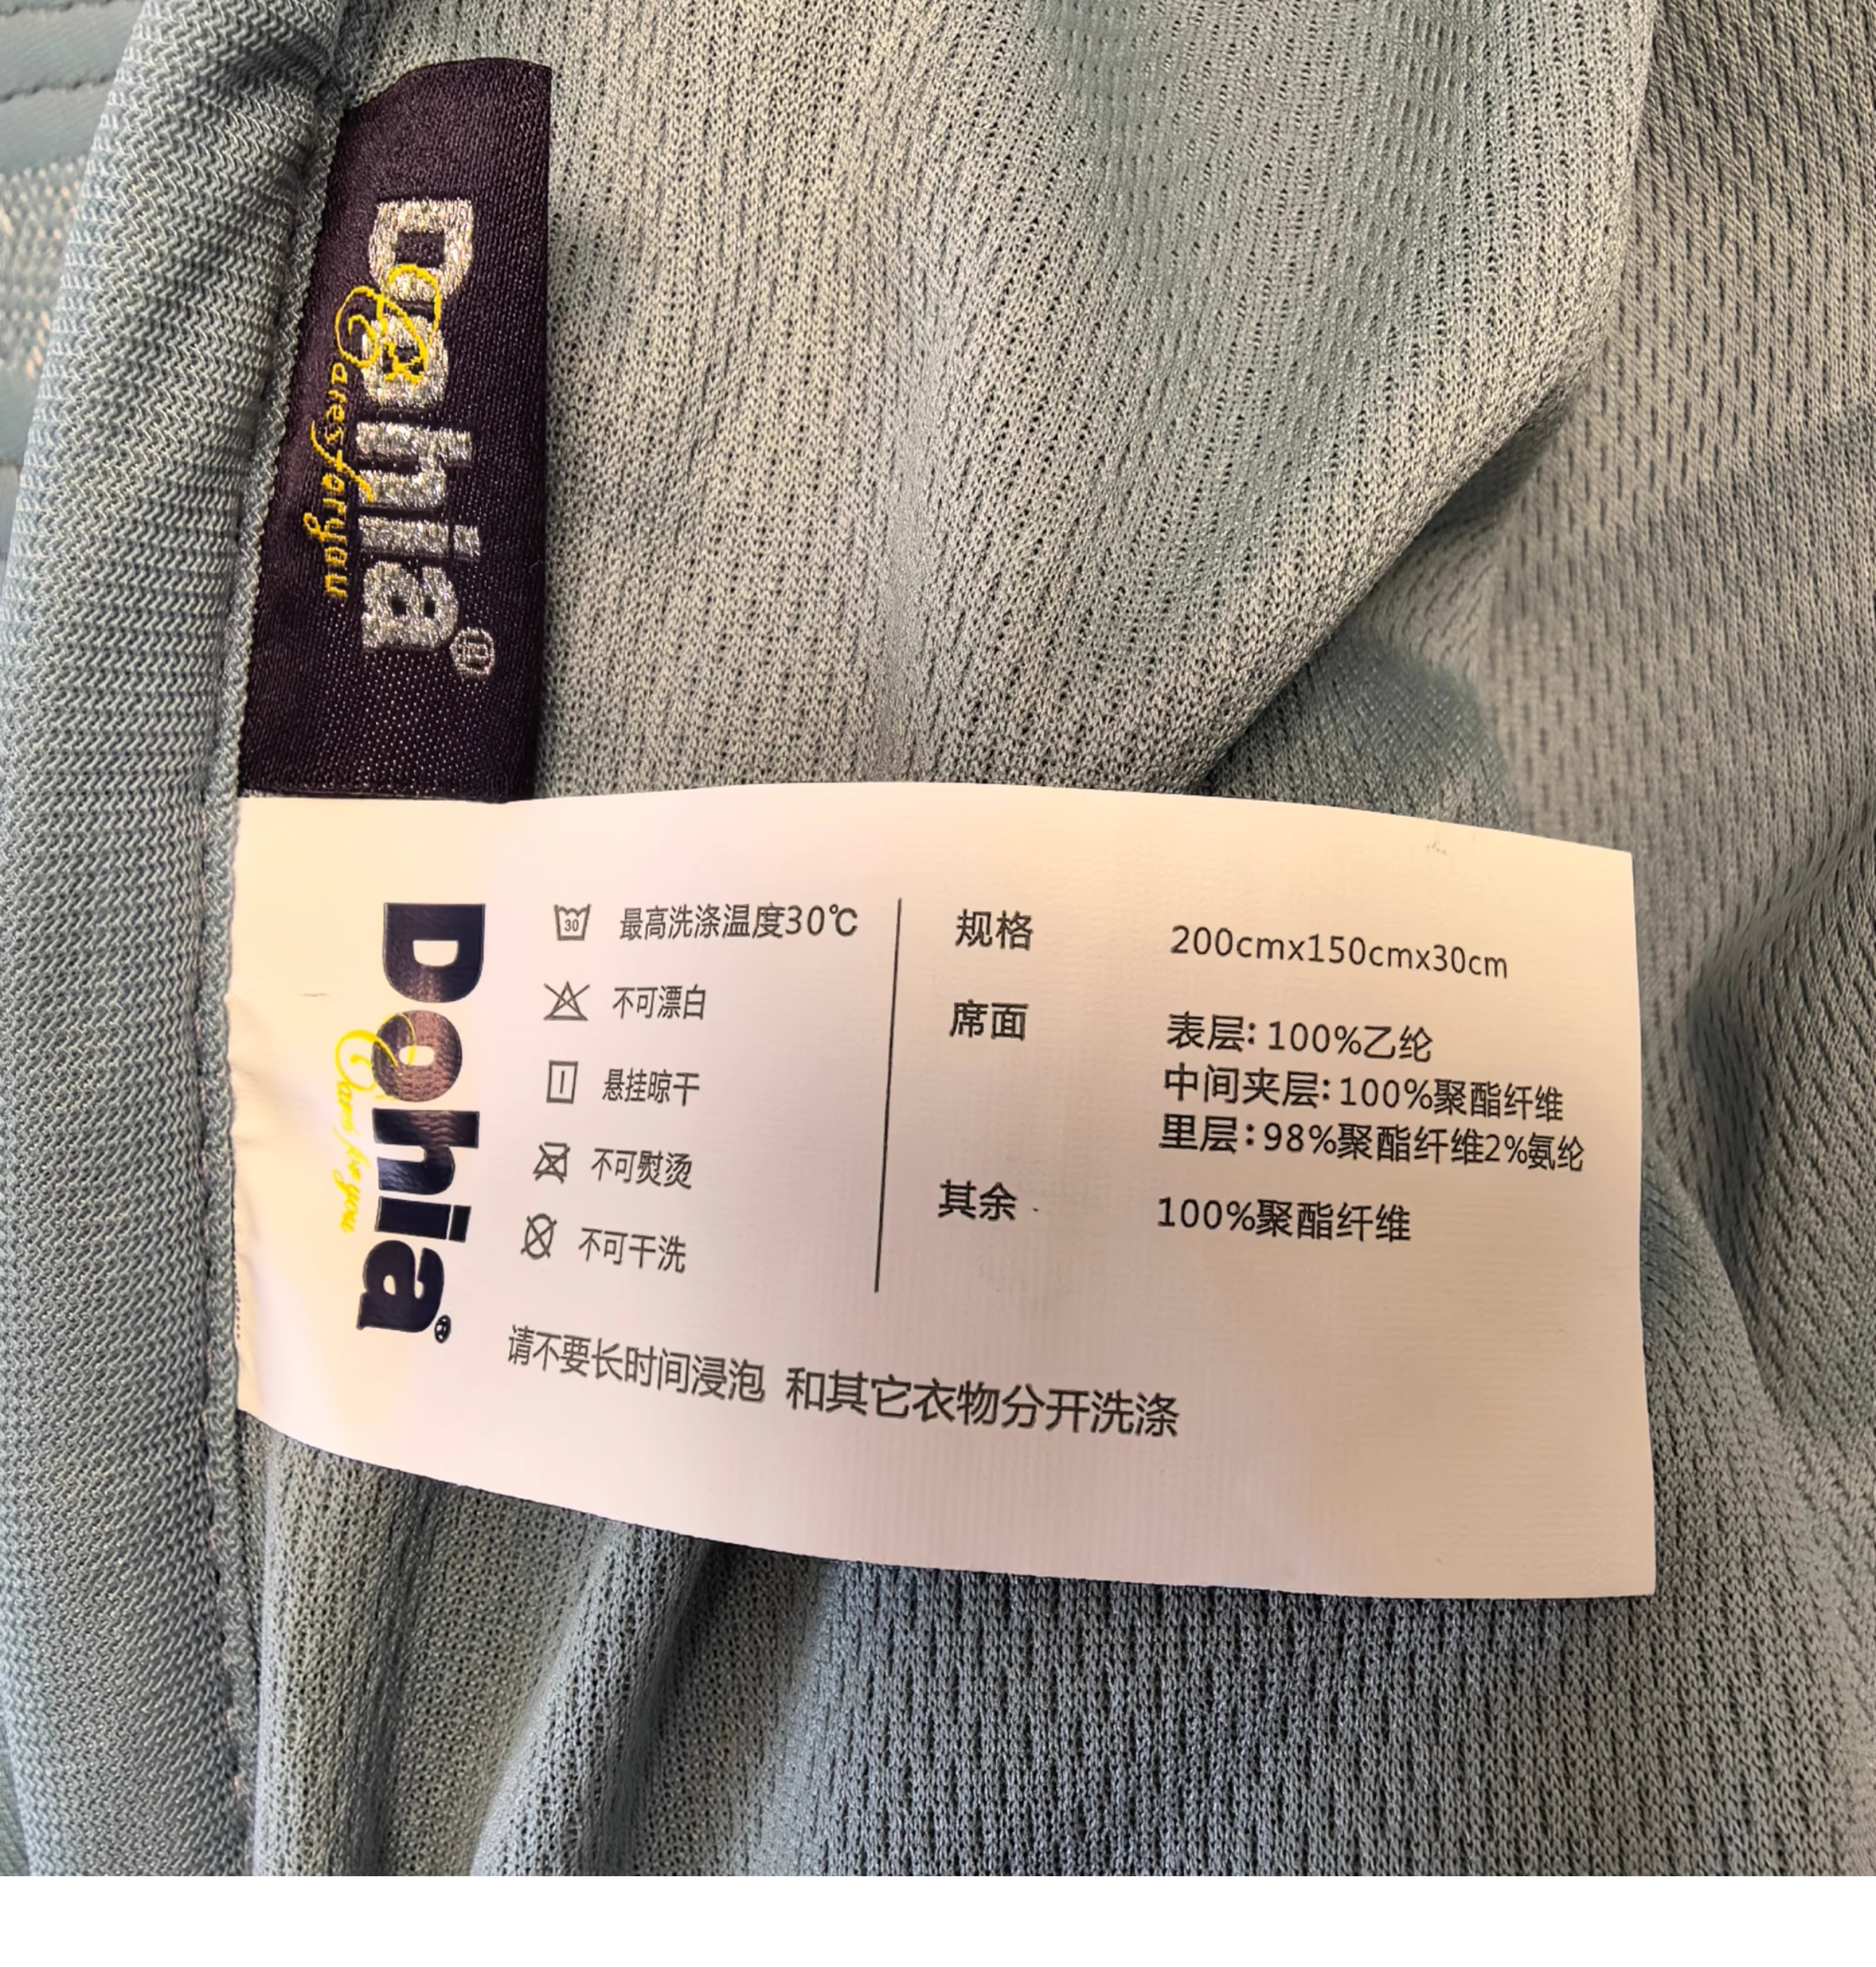 Dohia®
Care for you
Dohia®
Care for you
30 最高洗涤温度30℃
不可漂白
悬挂晾干
不可熨烫
不可干洗
规格 200cmx150cmx30cm
席面 表层：100%乙纶
中间夹层：100%聚酯纤维
里层：98%聚酯纤维2%氨纶
其余 100%聚酯纤维
请不要长时间浸泡 和其它衣物分开洗涤